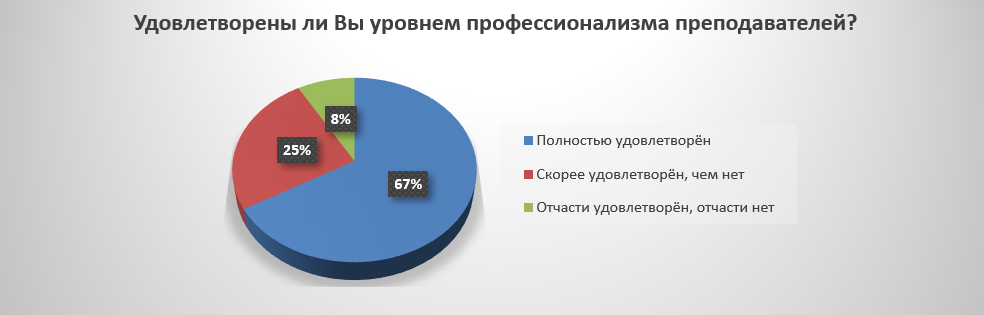 Удовлетворены ли Вы уровнем профессионализма преподавателей?
8%
25%
67%
Полностью удовлетворён
Скорее удовлетворён, чем нет
Отчасти удовлетворён, отчасти нет